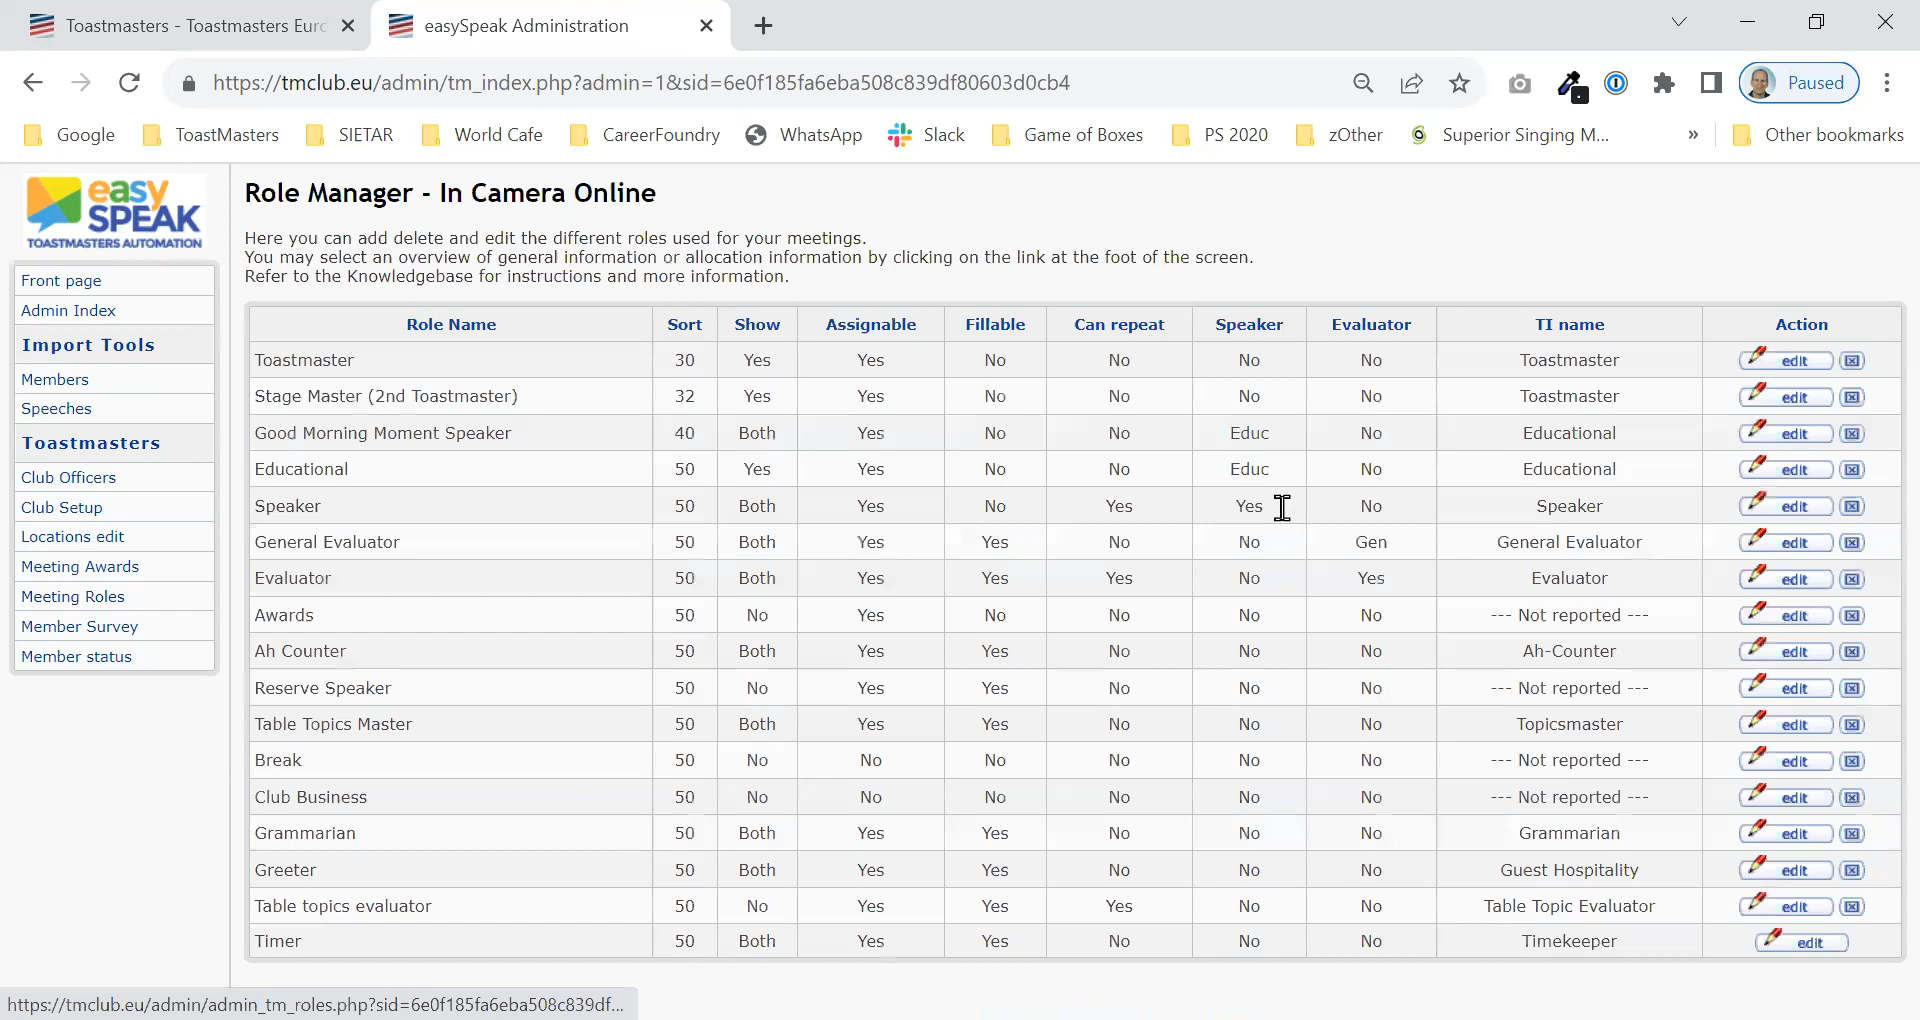 Toastmasters - Toastmasters Euro
easySpeak Administration
https://tmclub.eu/admin/tm_index.php?admin=1&sid=6e0f185fa6eba508c839df80603d0cb4
Paused
Google ToastMasters SIETAR World Cafe CareerFoundry WhatsApp Slack Game of Boxes PS 2020 zOther Superior Singing M... » Other bookmarks
easy
SPEAK
TOASTMASTERS AUTOMATION
Front page
Admin Index
Import Tools
Members
Speeches
Toastmasters
Club Officers
Club Setup
Locations edit
Meeting Awards
Meeting Roles
Member Survey
Member status
Role Manager - In Camera Online
Here you can add delete and edit the different roles used for your meetings.
You may select an overview of general information or allocation information by clicking on the link at the foot of the screen.
Refer to the Knowledgebase for instructions and more information.
Role Name Sort Show Assignable Fillable Can repeat Speaker Evaluator TI name Action
Toastmaster 30 Yes Yes No No No No Toastmaster edit
Stage Master (2nd Toastmaster) 32 Yes Yes No No No No Toastmaster edit
Good Morning Moment Speaker 40 Both Yes No No Educ No Educational edit
Educational 50 Yes Yes No No Educ No Educational edit
Speaker 50 Both Yes No Yes Yes No Speaker edit
General Evaluator 50 Both Yes Yes No No Gen General Evaluator edit
Evaluator 50 Both Yes Yes Yes No Yes Evaluator edit
Awards 50 No Yes No No No No --- Not reported --- edit
Ah Counter 50 Both Yes Yes No No No Ah-Counter edit
Reserve Speaker 50 No Yes Yes No No No --- Not reported --- edit
Table Topics Master 50 Both Yes Yes No No No Topicsmaster edit
Break 50 No No No No No No --- Not reported --- edit
Club Business 50 No No No No No No --- Not reported --- edit
Grammarian 50 Both Yes Yes No No No Grammarian edit
Greeter 50 Both Yes Yes No No No Guest Hospitality edit
Table topics evaluator 50 No Yes Yes Yes No No Table Topic Evaluator edit
Timer 50 Both Yes Yes No No No Timekeeper edit
https://tmclub.eu/admin/admin_tm_roles.php?sid=6e0f185fa6eba508c839df...